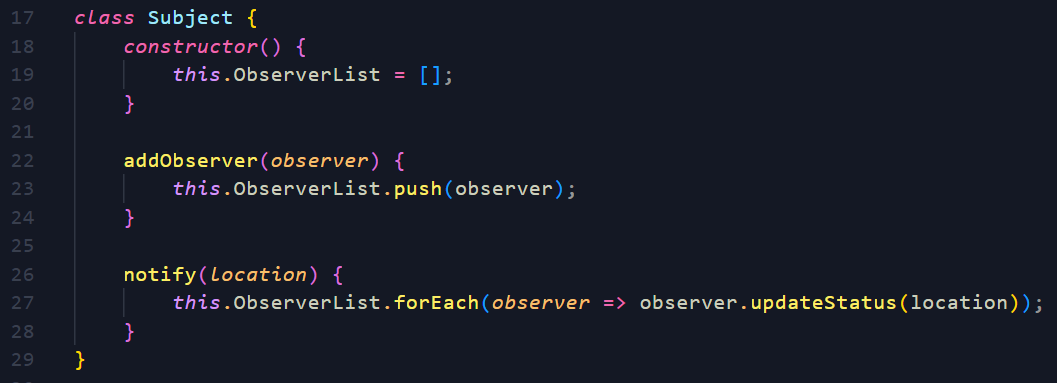 17 class Subject {
18     constructor() {
19         this.ObserverList = [];
20     }
21
22     addObserver(observer) {
23         this.ObserverList.push(observer);
24     }
25
26     notify(location) {
27         this.ObserverList.forEach(observer => observer.updateStatus(location));
28     }
29 }